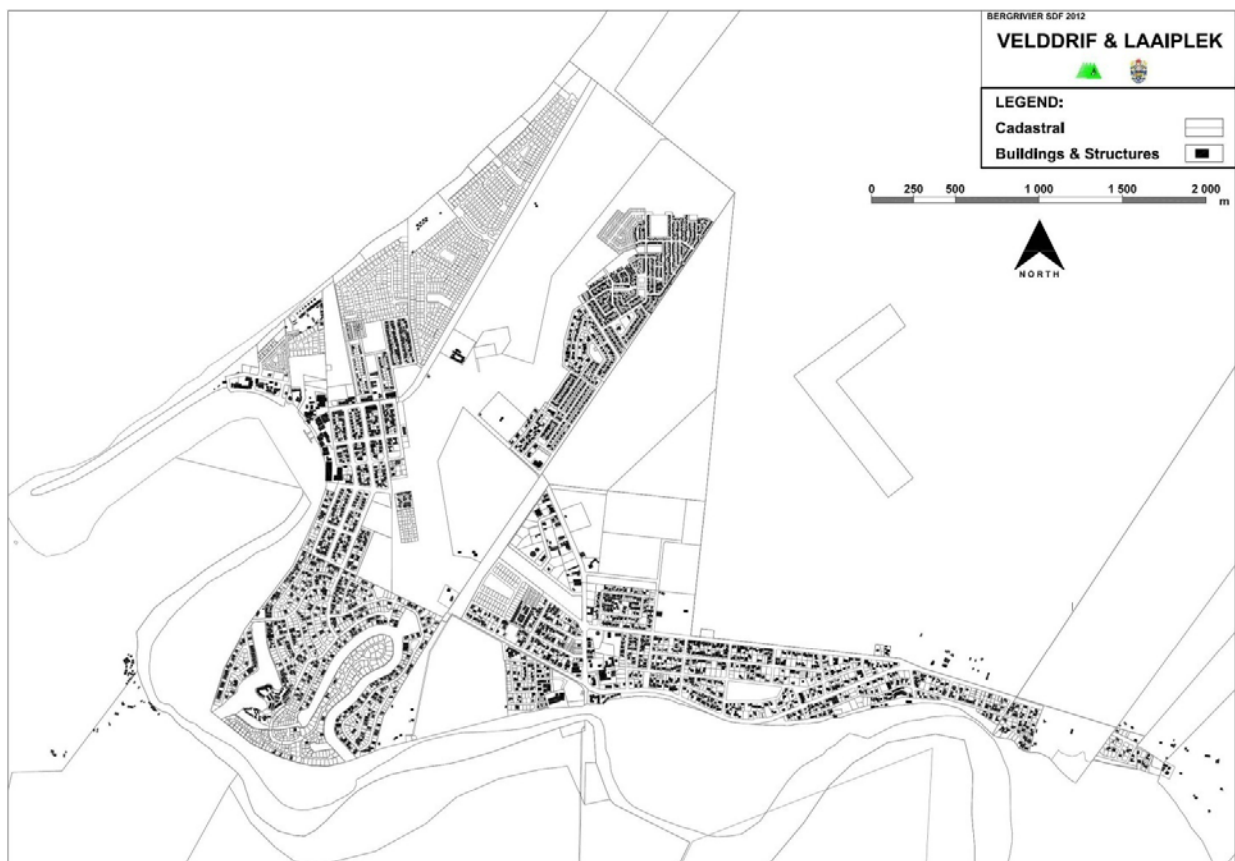 BERGRIVIER SDF 2012
VELDDRIF & LAAIPLEK
LEGEND:
Cadastral
Buildings & Structures
0 250 500 1 000 1 500 2 000
m
NORTH